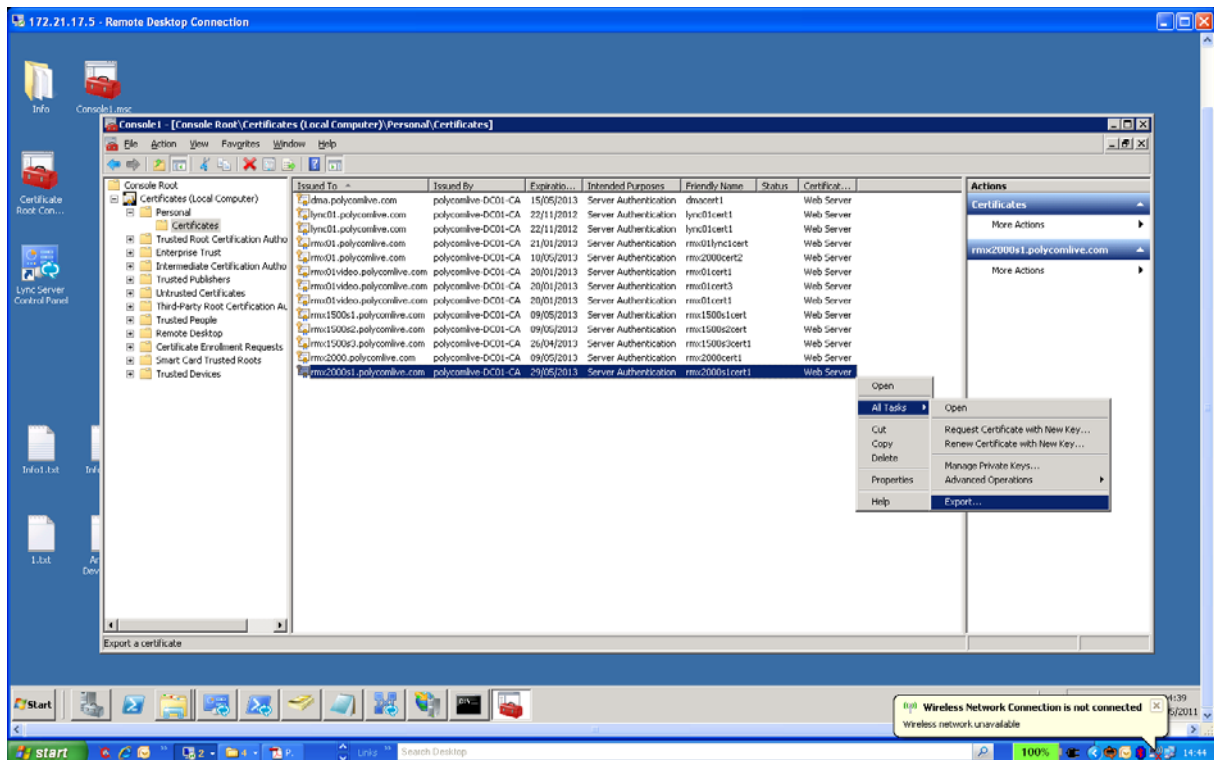 172.21.17.5 - Remote Desktop Connection
Info
Console1.msc
Console1 - [Console Root\Certificates (Local Computer)\Personal\Certificates]
File Action View Favorites Window Help
Console Root
Certificates (Local Computer)
Personal
Certificates
Trusted Root Certification Autho
Enterprise Trust
Intermediate Certification Autho
Trusted Publishers
Untrusted Certificates
Third-Party Root Certification Au
Trusted People
Remote Desktop
Certificate Enrolment Requests
Smart Card Trusted Roots
Trusted Devices
Issued To Issued By Expiratio... Intended Purposes Friendly Name Status Certificat...
dma.polycomlive.com polycomlive-DC01-CA 15/05/2013 Server Authentication dmacert1 Web Server
lync01.polycomlive.com polycomlive-DC01-CA 22/11/2012 Server Authentication lync01cert1 Web Server
lync01.polycomlive.com polycomlive-DC01-CA 22/11/2012 Server Authentication lync01cert1 Web Server
rmx01.polycomlive.com polycomlive-DC01-CA 21/01/2013 Server Authentication rmx01lync1cert Web Server
rmx01.polycomlive.com polycomlive-DC01-CA 10/05/2013 Server Authentication rmx2000cert2 Web Server
rmx01video.polycomlive.com polycomlive-DC01-CA 20/01/2013 Server Authentication rmx01cert1 Web Server
rmx01video.polycomlive.com polycomlive-DC01-CA 20/01/2013 Server Authentication rmx01cert3 Web Server
rmx01video.polycomlive.com polycomlive-DC01-CA 20/01/2013 Server Authentication rmx01cert1 Web Server
rmx1500s1.polycomlive.com polycomlive-DC01-CA 09/05/2013 Server Authentication rmx1500s1cert Web Server
rmx1500s2.polycomlive.com polycomlive-DC01-CA 09/05/2013 Server Authentication rmx1500s2cert Web Server
rmx1500s3.polycomlive.com polycomlive-DC01-CA 26/04/2013 Server Authentication rmx1500s3cert1 Web Server
rmx2000.polycomlive.com polycomlive-DC01-CA 09/05/2013 Server Authentication rmx2000cert1 Web Server
rmx2000s1.polycomlive.com polycomlive-DC01-CA 29/05/2013 Server Authentication rmx2000s1cert1 Web Server
Actions
Certificates
More Actions
rmx2000s1.polycomlive.com
More Actions
Open
All Tasks
Cut
Copy
Delete
Properties
Help
Open
Request Certificate with New Key...
Renew Certificate with New Key...
Manage Private Keys...
Advanced Operations
Export...
Certificate
Root Con...
Lync Server
Control Panel
Info1.txt
Info
1.txt
Ar
Dev
Export a certificate
Start
4:39
5/2011
Wireless Network Connection is not connected
Wireless network unavailable
start
2
4
P.
Links
Search Desktop
100%
14:44